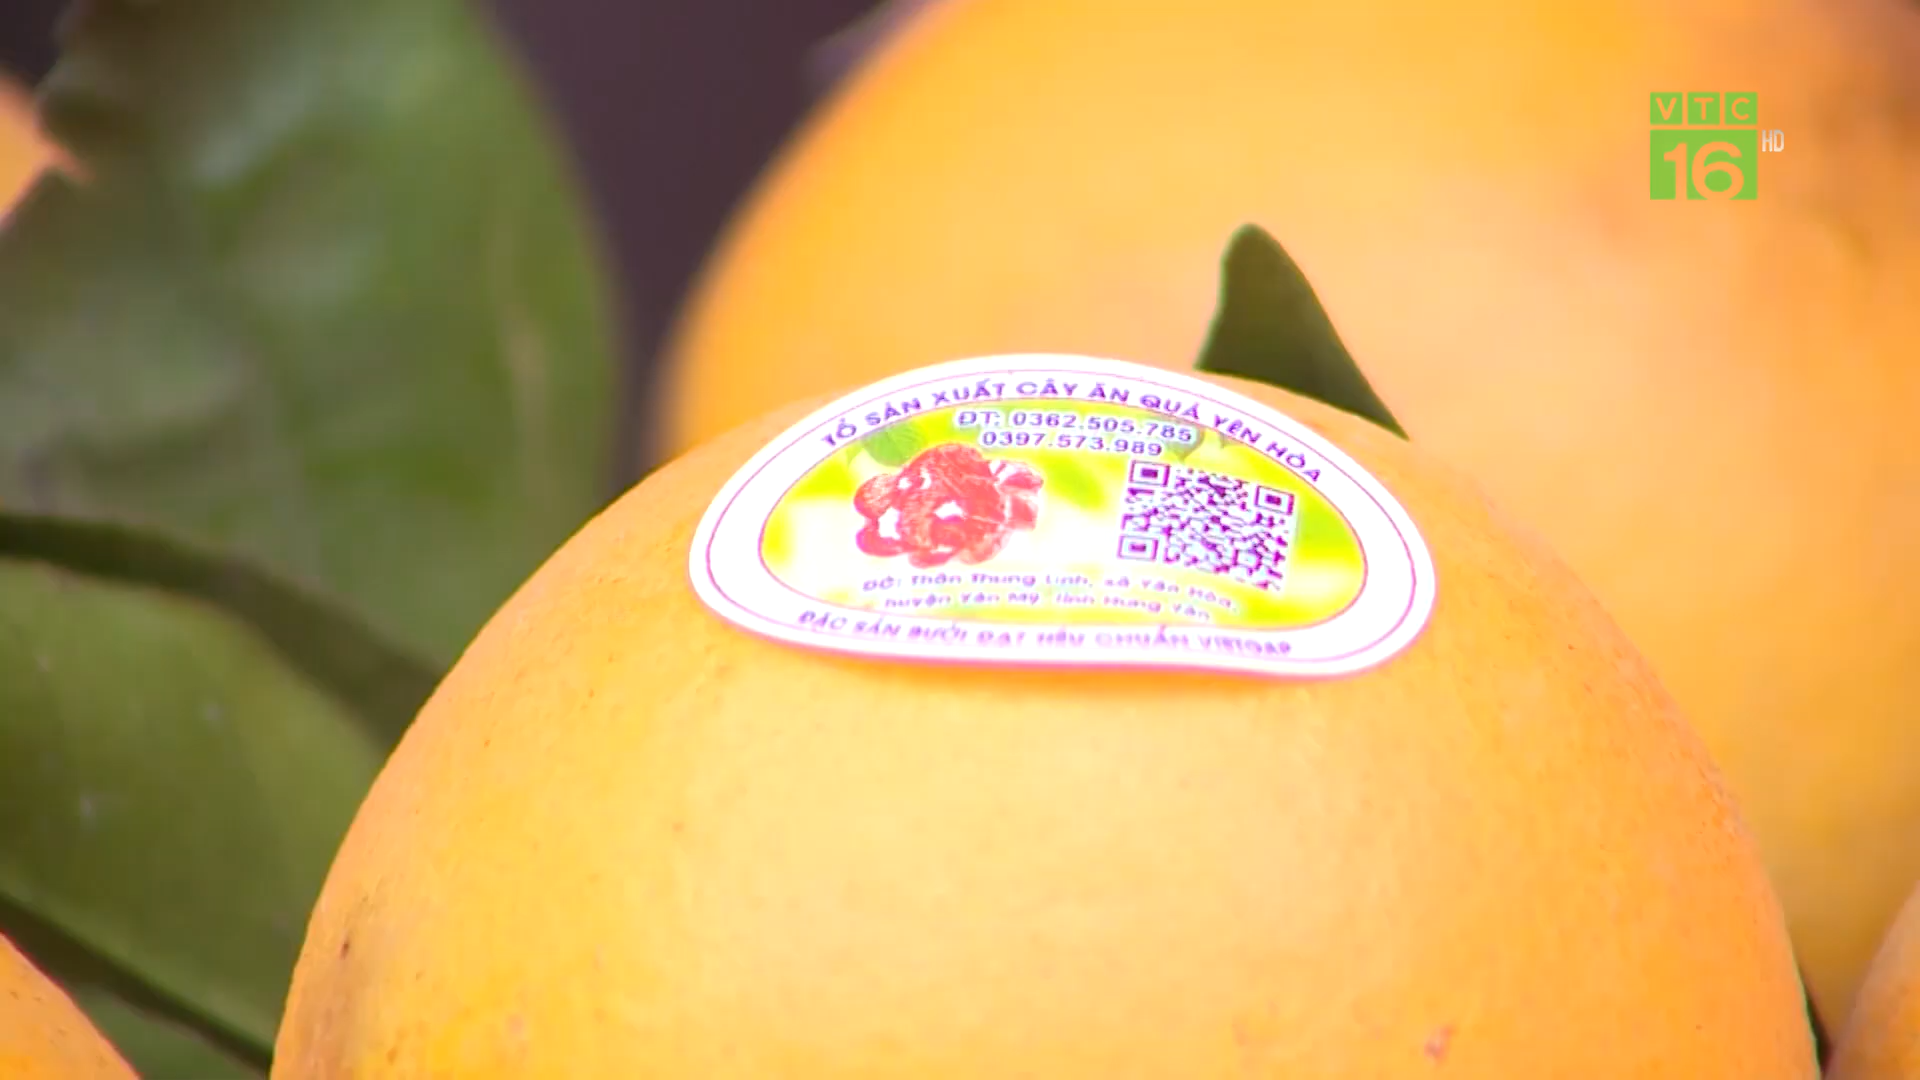 VTC
16 HD
TỔ SẢN XUẤT CÂY ĂN QUẢ YÊN HÒA
ĐT: 0362.505.785
0397.573.989
ĐC: Thôn Thung Linh, xã Yên Hòa,
huyện Yên Mỹ, tỉnh Hưng Yên
ĐẶC SẢN BƯỞI ĐẠT TIÊU CHUẨN VIETGAP